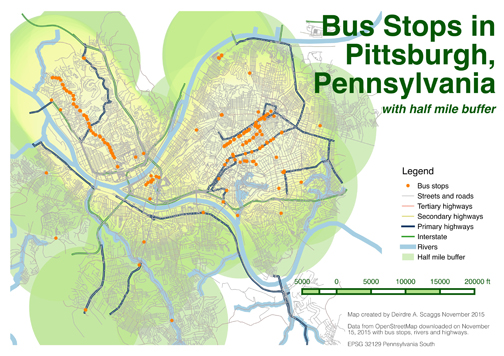 Bus Stops in
Pittsburgh,
Pennsylvania
with half mile buffer
Legend
Bus stops
Streets and roads
Tertiary highways
Secondary highways
Primary highways
Interstate
Rivers
Half mile buffer
5000 0 5000 10000 15000 20000 ft
Map created by Deirdre A. Scaggs November 2015
Data from OpenStreetMap downloaded on November
15, 2015 with bus stops, rivers and highways.
EPSG 32129 Pennsylvania South